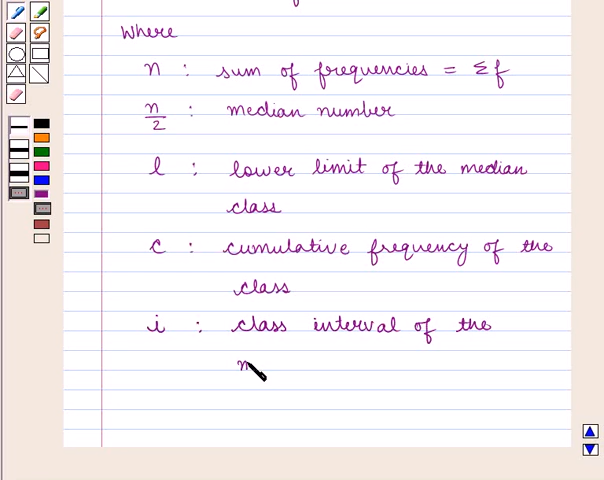 where
n : sum of frequencies = Σf
n/2 : median number
l : lower limit of the median
class
c : cumulative frequency of the
class
i : class interval of the
m